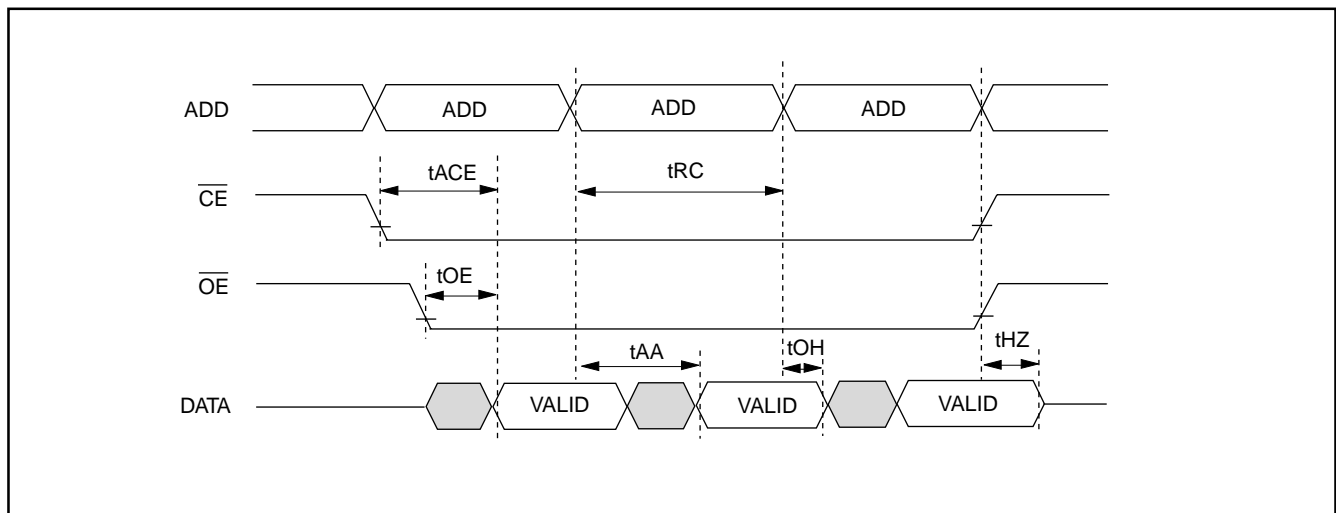 ADD ADD ADD ADD
tACE tRC
CE
tOE
OE
tAA tOH tHZ
DATA VALID VALID VALID